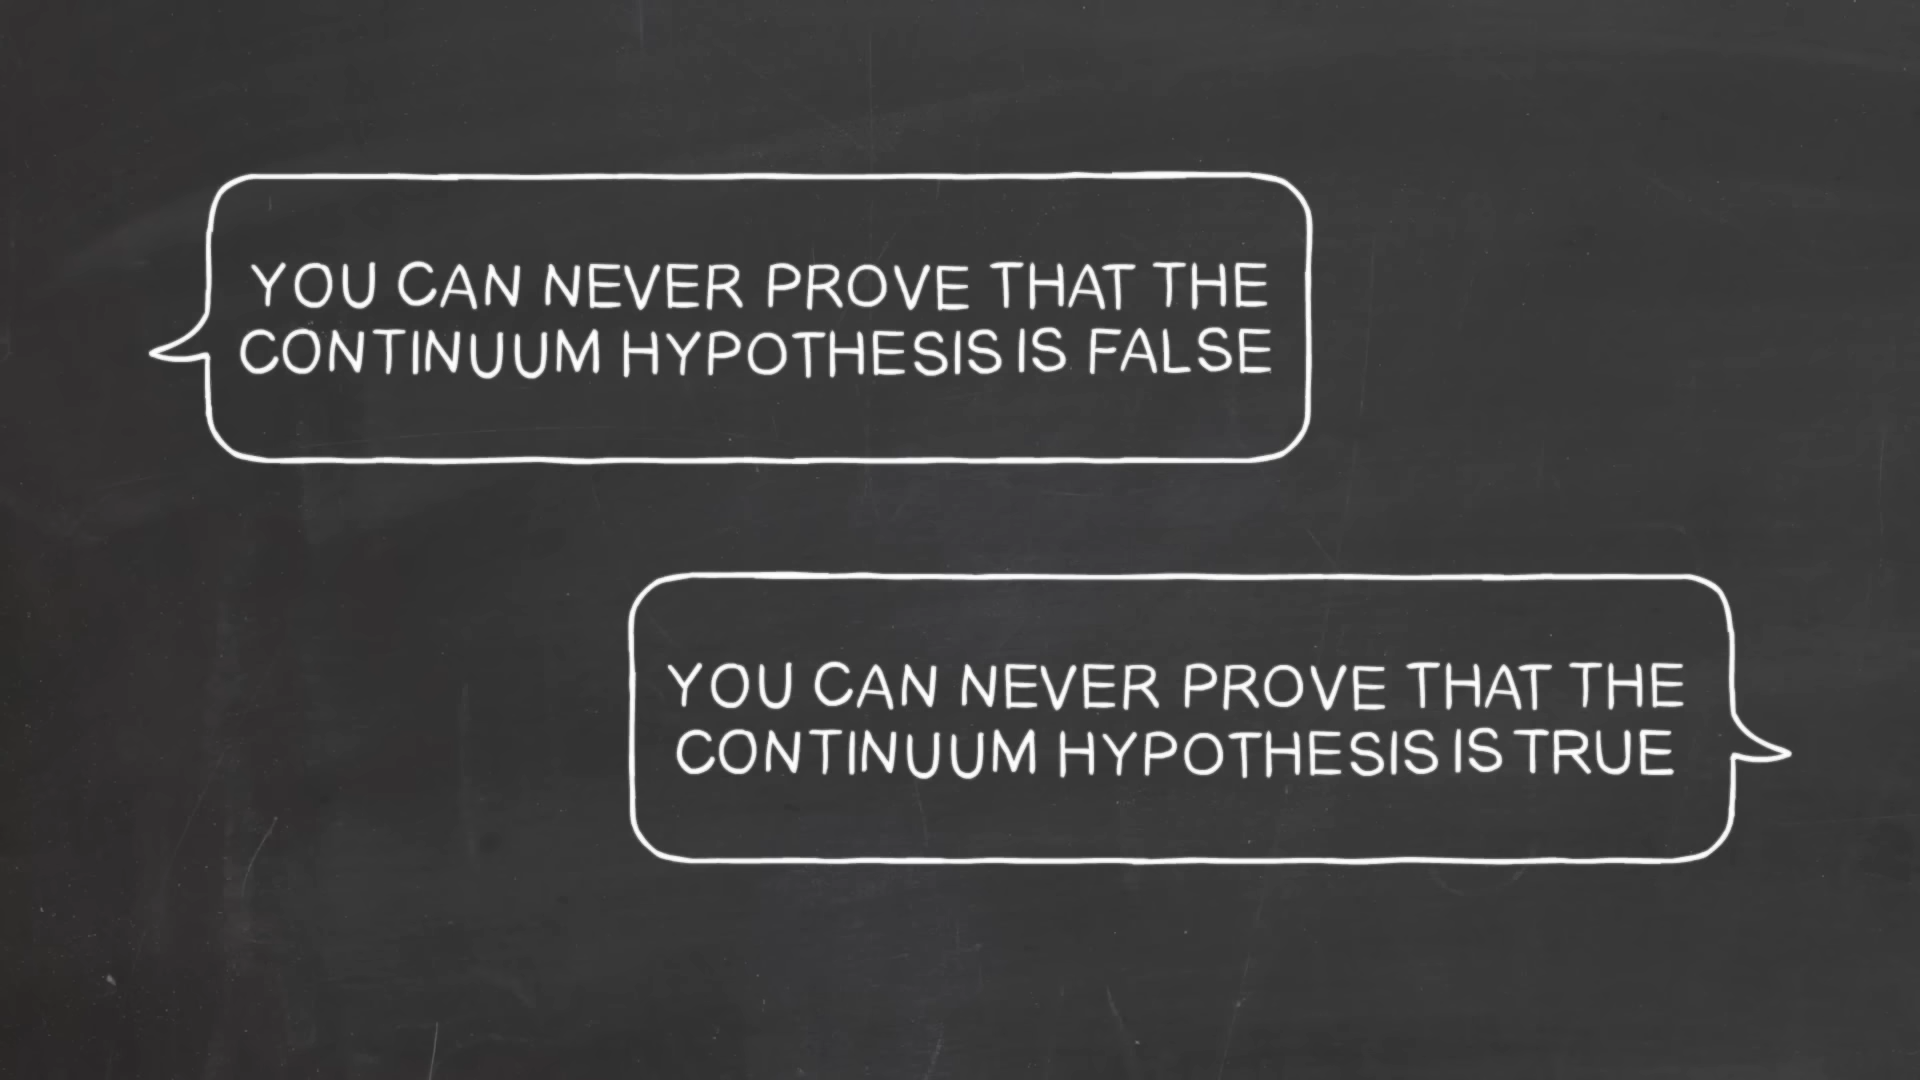 YOU CAN NEVER PROVE THAT THE
CONTINUUM HYPOTHESIS IS FALSE
YOU CAN NEVER PROVE THAT THE
CONTINUUM HYPOTHESIS IS TRUE